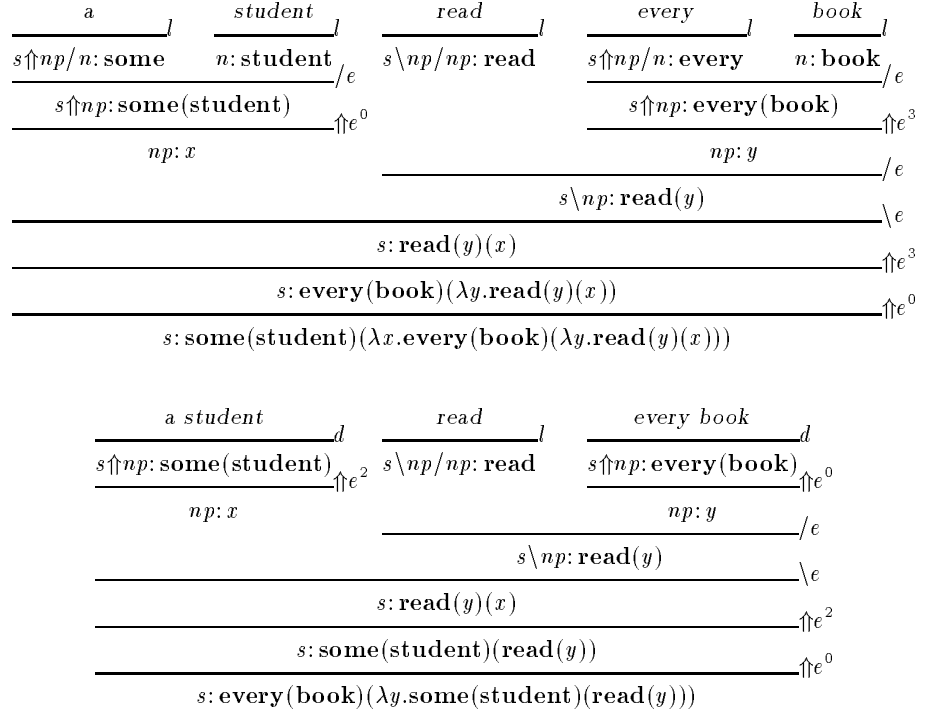 a student read every book
l l l l l
s⇑np/n: some n: student s\np/np: read s⇑np/n: every n: book
/e /e
s⇑np: some(student) s⇑np: every(book)
⇑e⁰ ⇑e³
np: x np: y
/e
s\np: read(y)
\e
s: read(y)(x)
⇑e³
s: every(book)(λy.read(y)(x))
⇑e⁰
s: some(student)(λx.every(book)(λy.read(y)(x)))
a student read every book
d l d
s⇑np: some(student) s\np/np: read s⇑np: every(book)
⇑e² ⇑e⁰
np: x np: y
/e
s\np: read(y)
\e
s: read(y)(x)
⇑e²
s: some(student)(read(y))
⇑e⁰
s: every(book)(λy.some(student)(read(y)))